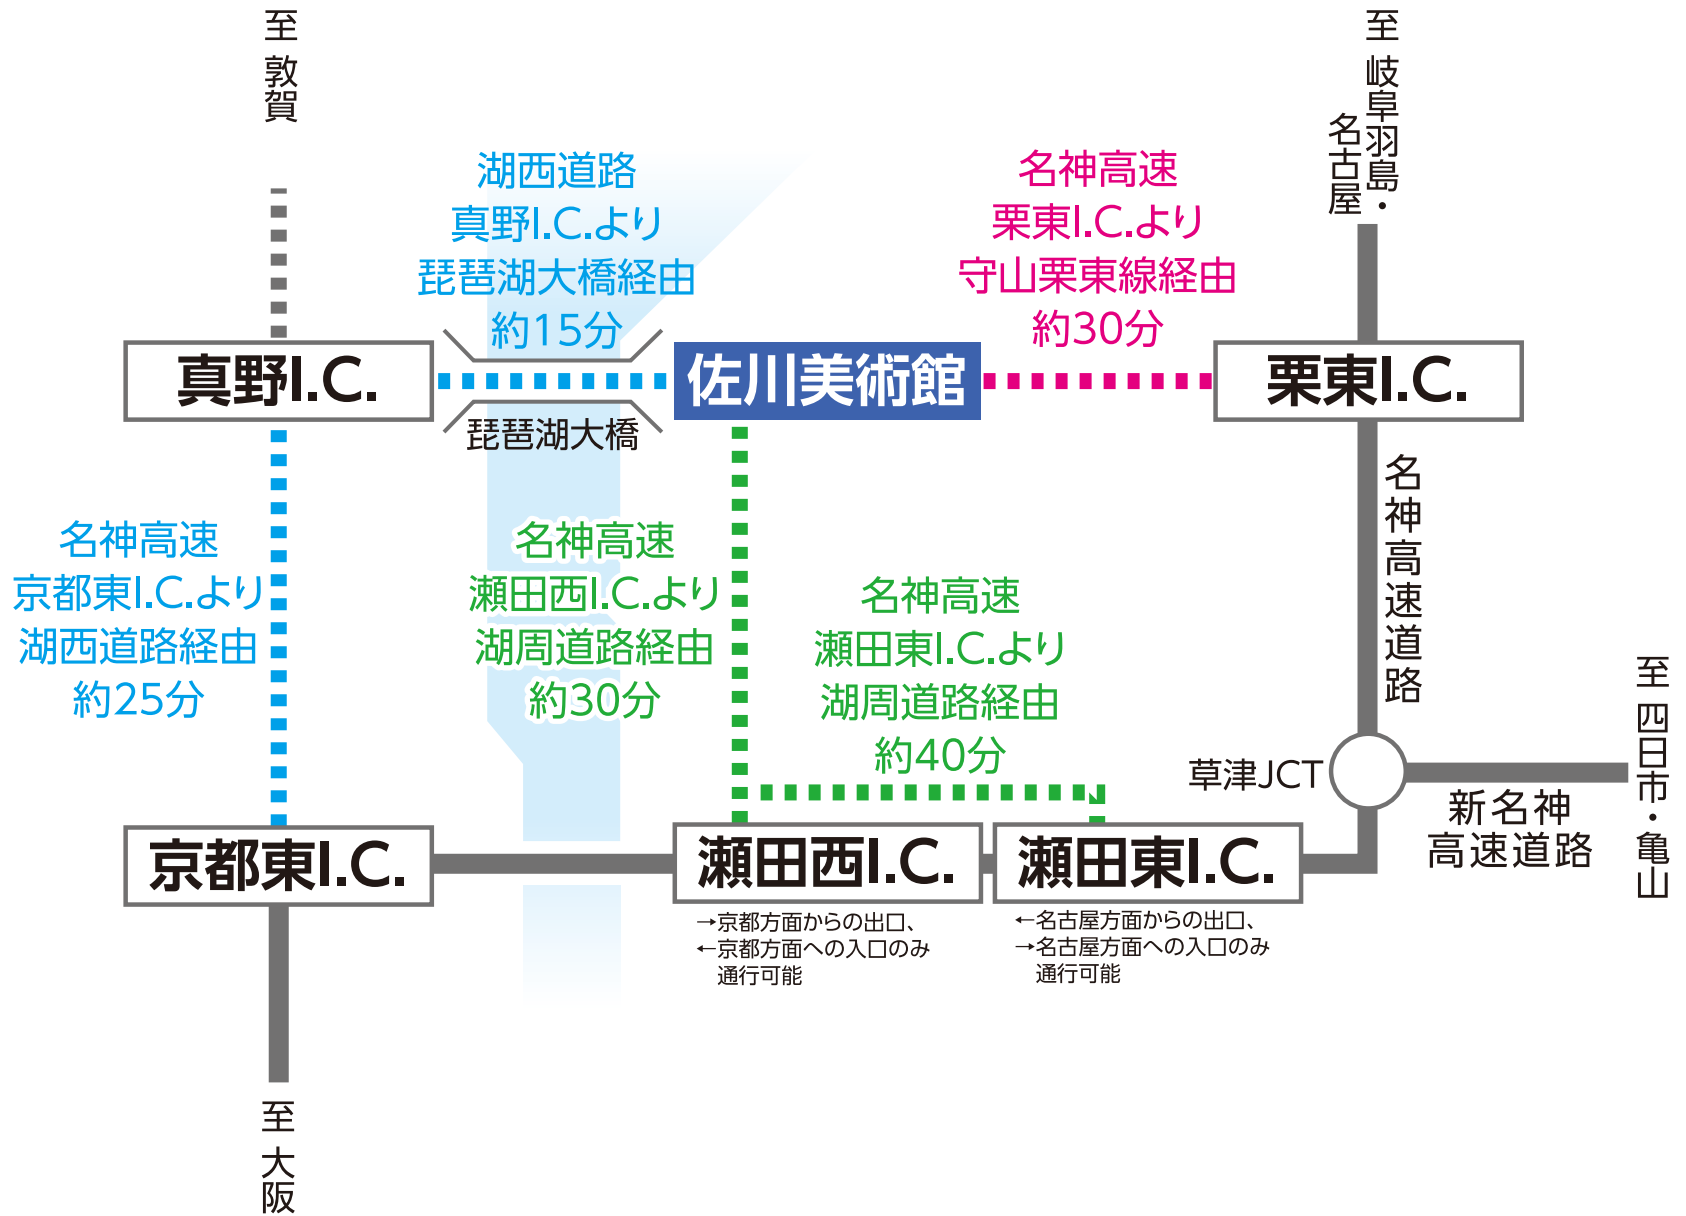 至 敦賀
至 岐阜羽島・
名古屋
湖西道路
真野I.C.より
琵琶湖大橋経由
約15分
名神高速
栗東I.C.より
守山栗東線経由
約30分
真野I.C.
佐川美術館
栗東I.C.
琵琶湖大橋
名神高速道路
名神高速
京都東I.C.より
湖西道路経由
約25分
名神高速
瀬田西I.C.より
湖周道路経由
約30分
名神高速
瀬田東I.C.より
湖周道路経由
約40分
至 四日市・亀山
草津JCT
新名神
高速道路
京都東I.C.
瀬田西I.C.
瀬田東I.C.
→京都方面からの出口、
←京都方面への入口のみ
通行可能
←名古屋方面からの出口、
→名古屋方面への入口のみ
通行可能
至 大阪